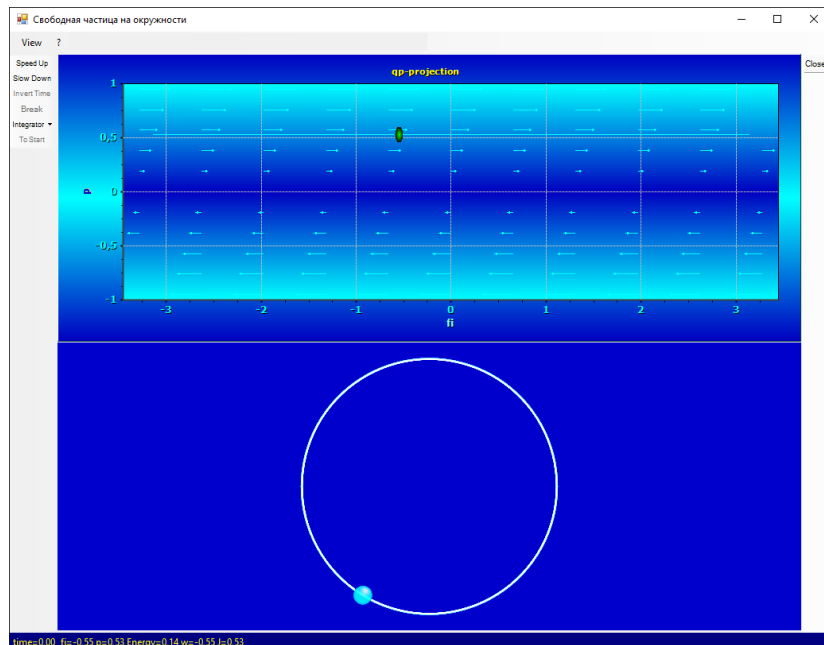 Свободная частица на окружности
View ?
Speed Up
Slow Down
Invert Time
Break
Integrator
To Start
Close
qp-projection
1
0,5
0
-0,5
-1
p
-3 -2 -1 0 1 2 3
fi
time=0.00 fi=-0.55 p=0.53 Energy=0.14 w=-0.55 J=0.53